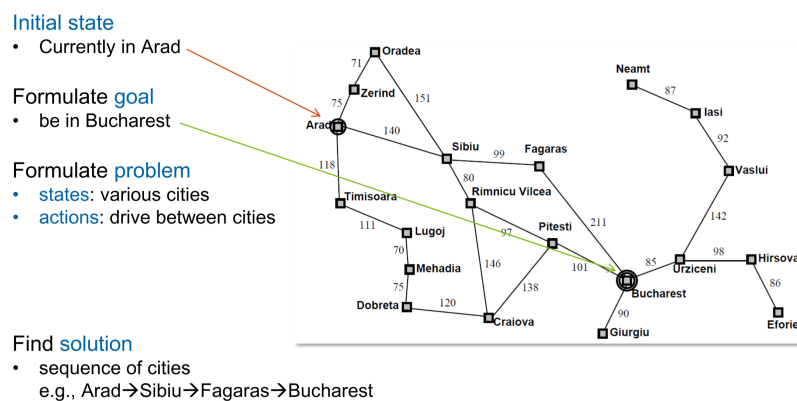 Initial state
• Currently in Arad
Formulate goal
• be in Bucharest
Formulate problem
• states: various cities
• actions: drive between cities
Find solution
• sequence of cities
e.g., Arad→Sibiu→Fagaras→Bucharest
Oradea
71
Neamt
87
Zerind
151
75
Iasi
Arad
140
92
Sibiu
Fagaras
99
118
80
Vaslui
Timisoara
Rimnicu Vilcea
142
111
Lugoj
Pitesti
211
97
70
98
Mehadia
146
101
85
Hirsova
Urziceni
75
138
86
Bucharest
Dobreta
120
90
Craiova
Eforie
Giurgiu